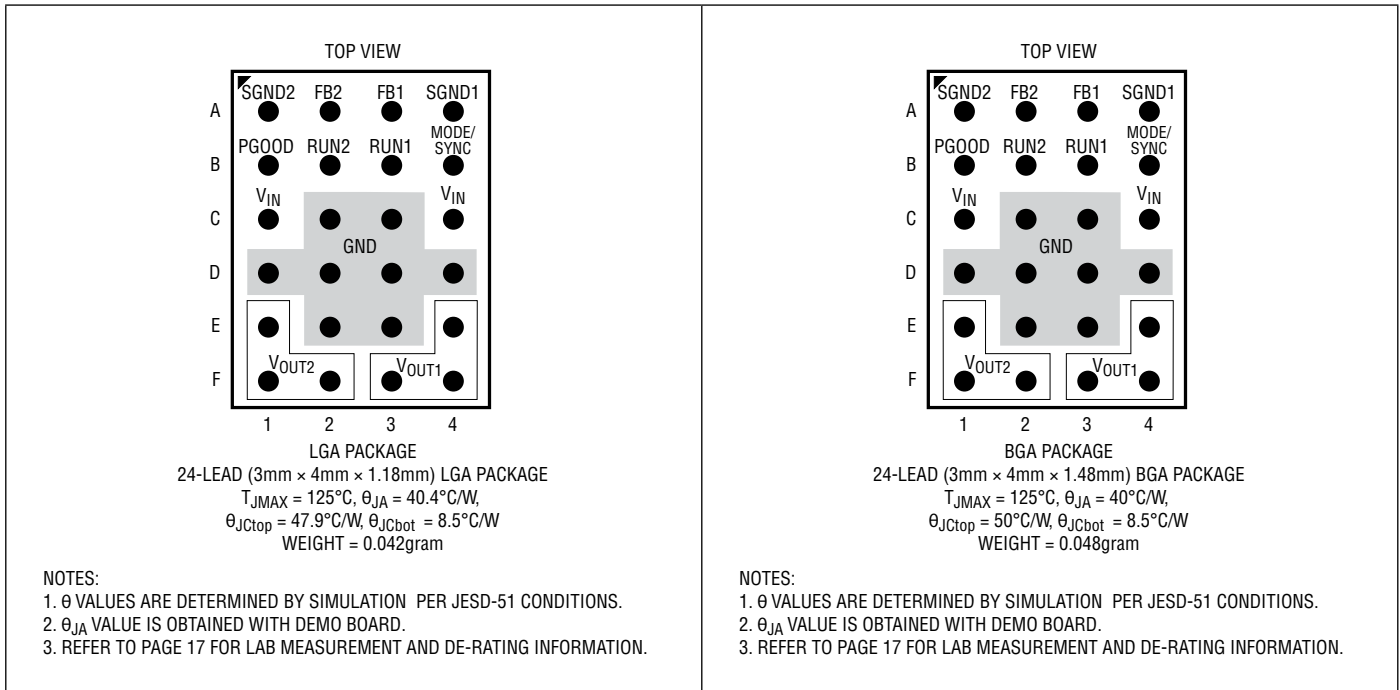 TOP VIEW
SGND2 FB2 FB1 SGND1
A
MODE/
SYNC
PGOOD RUN2 RUN1
B
VIN VIN
C
GND
D
E
VOUT2 VOUT1
F
1 2 3 4
LGA PACKAGE
24-LEAD (3mm × 4mm × 1.18mm) LGA PACKAGE
TJMAX = 125°C, θJA = 40.4°C/W,
θJCtop = 47.9°C/W, θJCbot = 8.5°C/W
WEIGHT = 0.042gram
NOTES:
1. θ VALUES ARE DETERMINED BY SIMULATION PER JESD-51 CONDITIONS.
2. θJA VALUE IS OBTAINED WITH DEMO BOARD.
3. REFER TO PAGE 17 FOR LAB MEASUREMENT AND DE-RATING INFORMATION.
TOP VIEW
SGND2 FB2 FB1 SGND1
A
MODE/
SYNC
PGOOD RUN2 RUN1
B
VIN VIN
C
GND
D
E
VOUT2 VOUT1
F
1 2 3 4
BGA PACKAGE
24-LEAD (3mm × 4mm × 1.48mm) BGA PACKAGE
TJMAX = 125°C, θJA = 40°C/W,
θJCtop = 50°C/W, θJCbot = 8.5°C/W
WEIGHT = 0.048gram
NOTES:
1. θ VALUES ARE DETERMINED BY SIMULATION PER JESD-51 CONDITIONS.
2. θJA VALUE IS OBTAINED WITH DEMO BOARD.
3. REFER TO PAGE 17 FOR LAB MEASUREMENT AND DE-RATING INFORMATION.